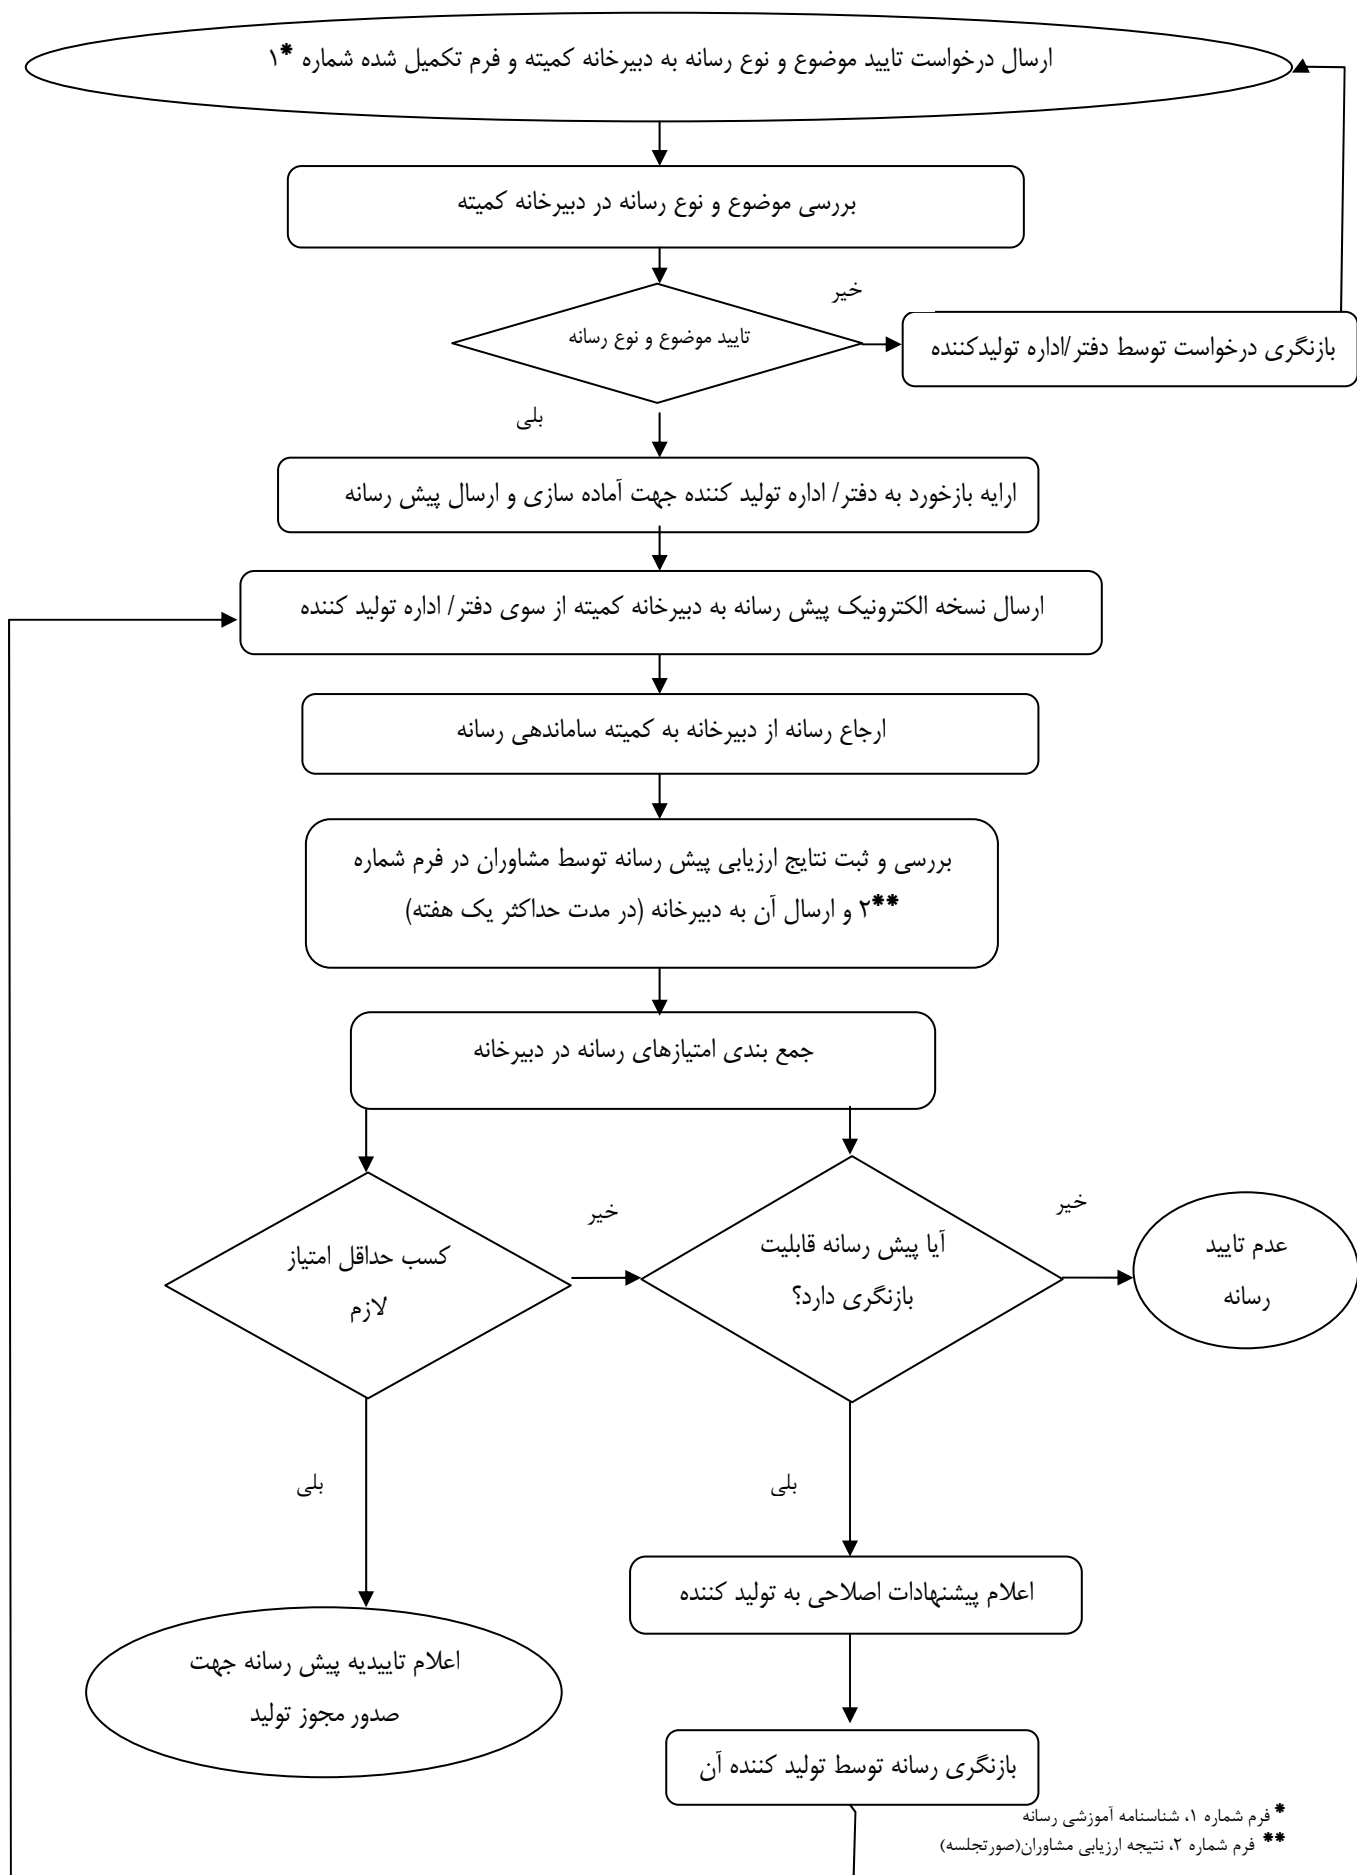 ارسال درخواست تایید موضوع و نوع رسانه به دبیرخانه کمیته و فرم تکمیل شده شماره ۱*
بررسی موضوع و نوع رسانه در دبیرخانه کمیته
خیر
تایید موضوع و نوع رسانه
بازنگری درخواست توسط دفتر/اداره تولیدکننده
بلی
ارایه بازخورد به دفتر/ اداره تولید کننده جهت آماده سازی و ارسال پیش رسانه
ارسال نسخه الکترونیک پیش رسانه به دبیرخانه کمیته از سوی دفتر/ اداره تولید کننده
ارجاع رسانه از دبیرخانه به کمیته ساماندهی رسانه
بررسی و ثبت نتایج ارزیابی پیش رسانه توسط مشاوران در فرم شماره
۲** و ارسال آن به دبیرخانه (در مدت حداکثر یک هفته)
جمع بندی امتیازهای رسانه در دبیرخانه
خیر
خیر
عدم تایید
رسانه
آیا پیش رسانه قابلیت
بازنگری دارد؟
کسب حداقل امتیاز
لازم
بلی
بلی
اعلام پیشنهادات اصلاحی به تولید کننده
اعلام تاییدیه پیش رسانه جهت
صدور مجوز تولید
بازنگری رسانه توسط تولید کننده آن
* فرم شماره ۱، شناسنامه آموزشی رسانه
** فرم شماره ۲، نتیجه ارزیابی مشاوران(صورتجلسه)